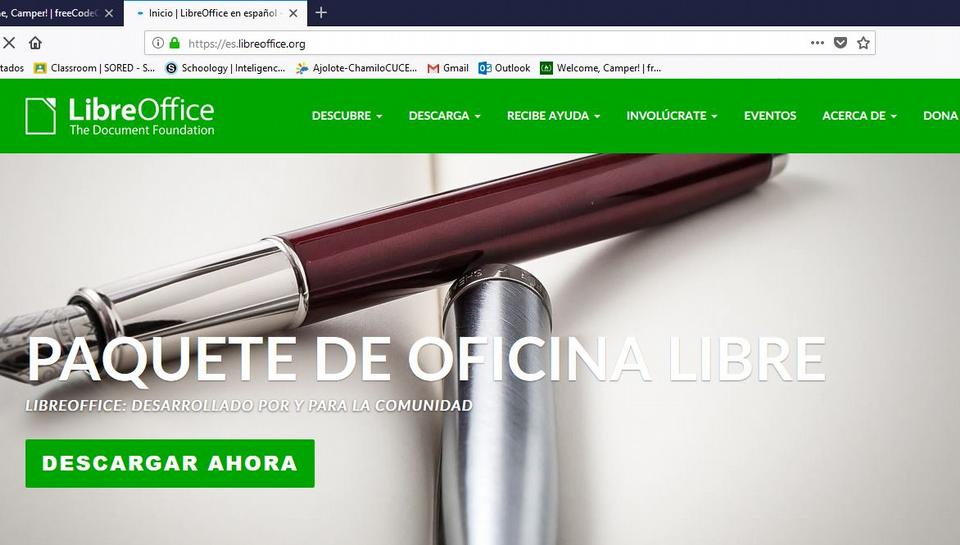 e, Camper! | freeCodeC
Inicio | LibreOffice en español -
https://es.libreoffice.org
tados Classroom | SORED - S... Schoology | Inteligenc... Ajolote-ChamiloCUCE... Gmail Outlook Welcome, Camper! | fr...
LibreOffice
The Document Foundation
DESCUBRE DESCARGA RECIBE AYUDA INVOLÚCRATE EVENTOS ACERCA DE DONA
PAQUETE DE OFICINA LIBRE
LIBREOFFICE: DESARROLLADO POR Y PARA LA COMUNIDAD
DESCARGAR AHORA